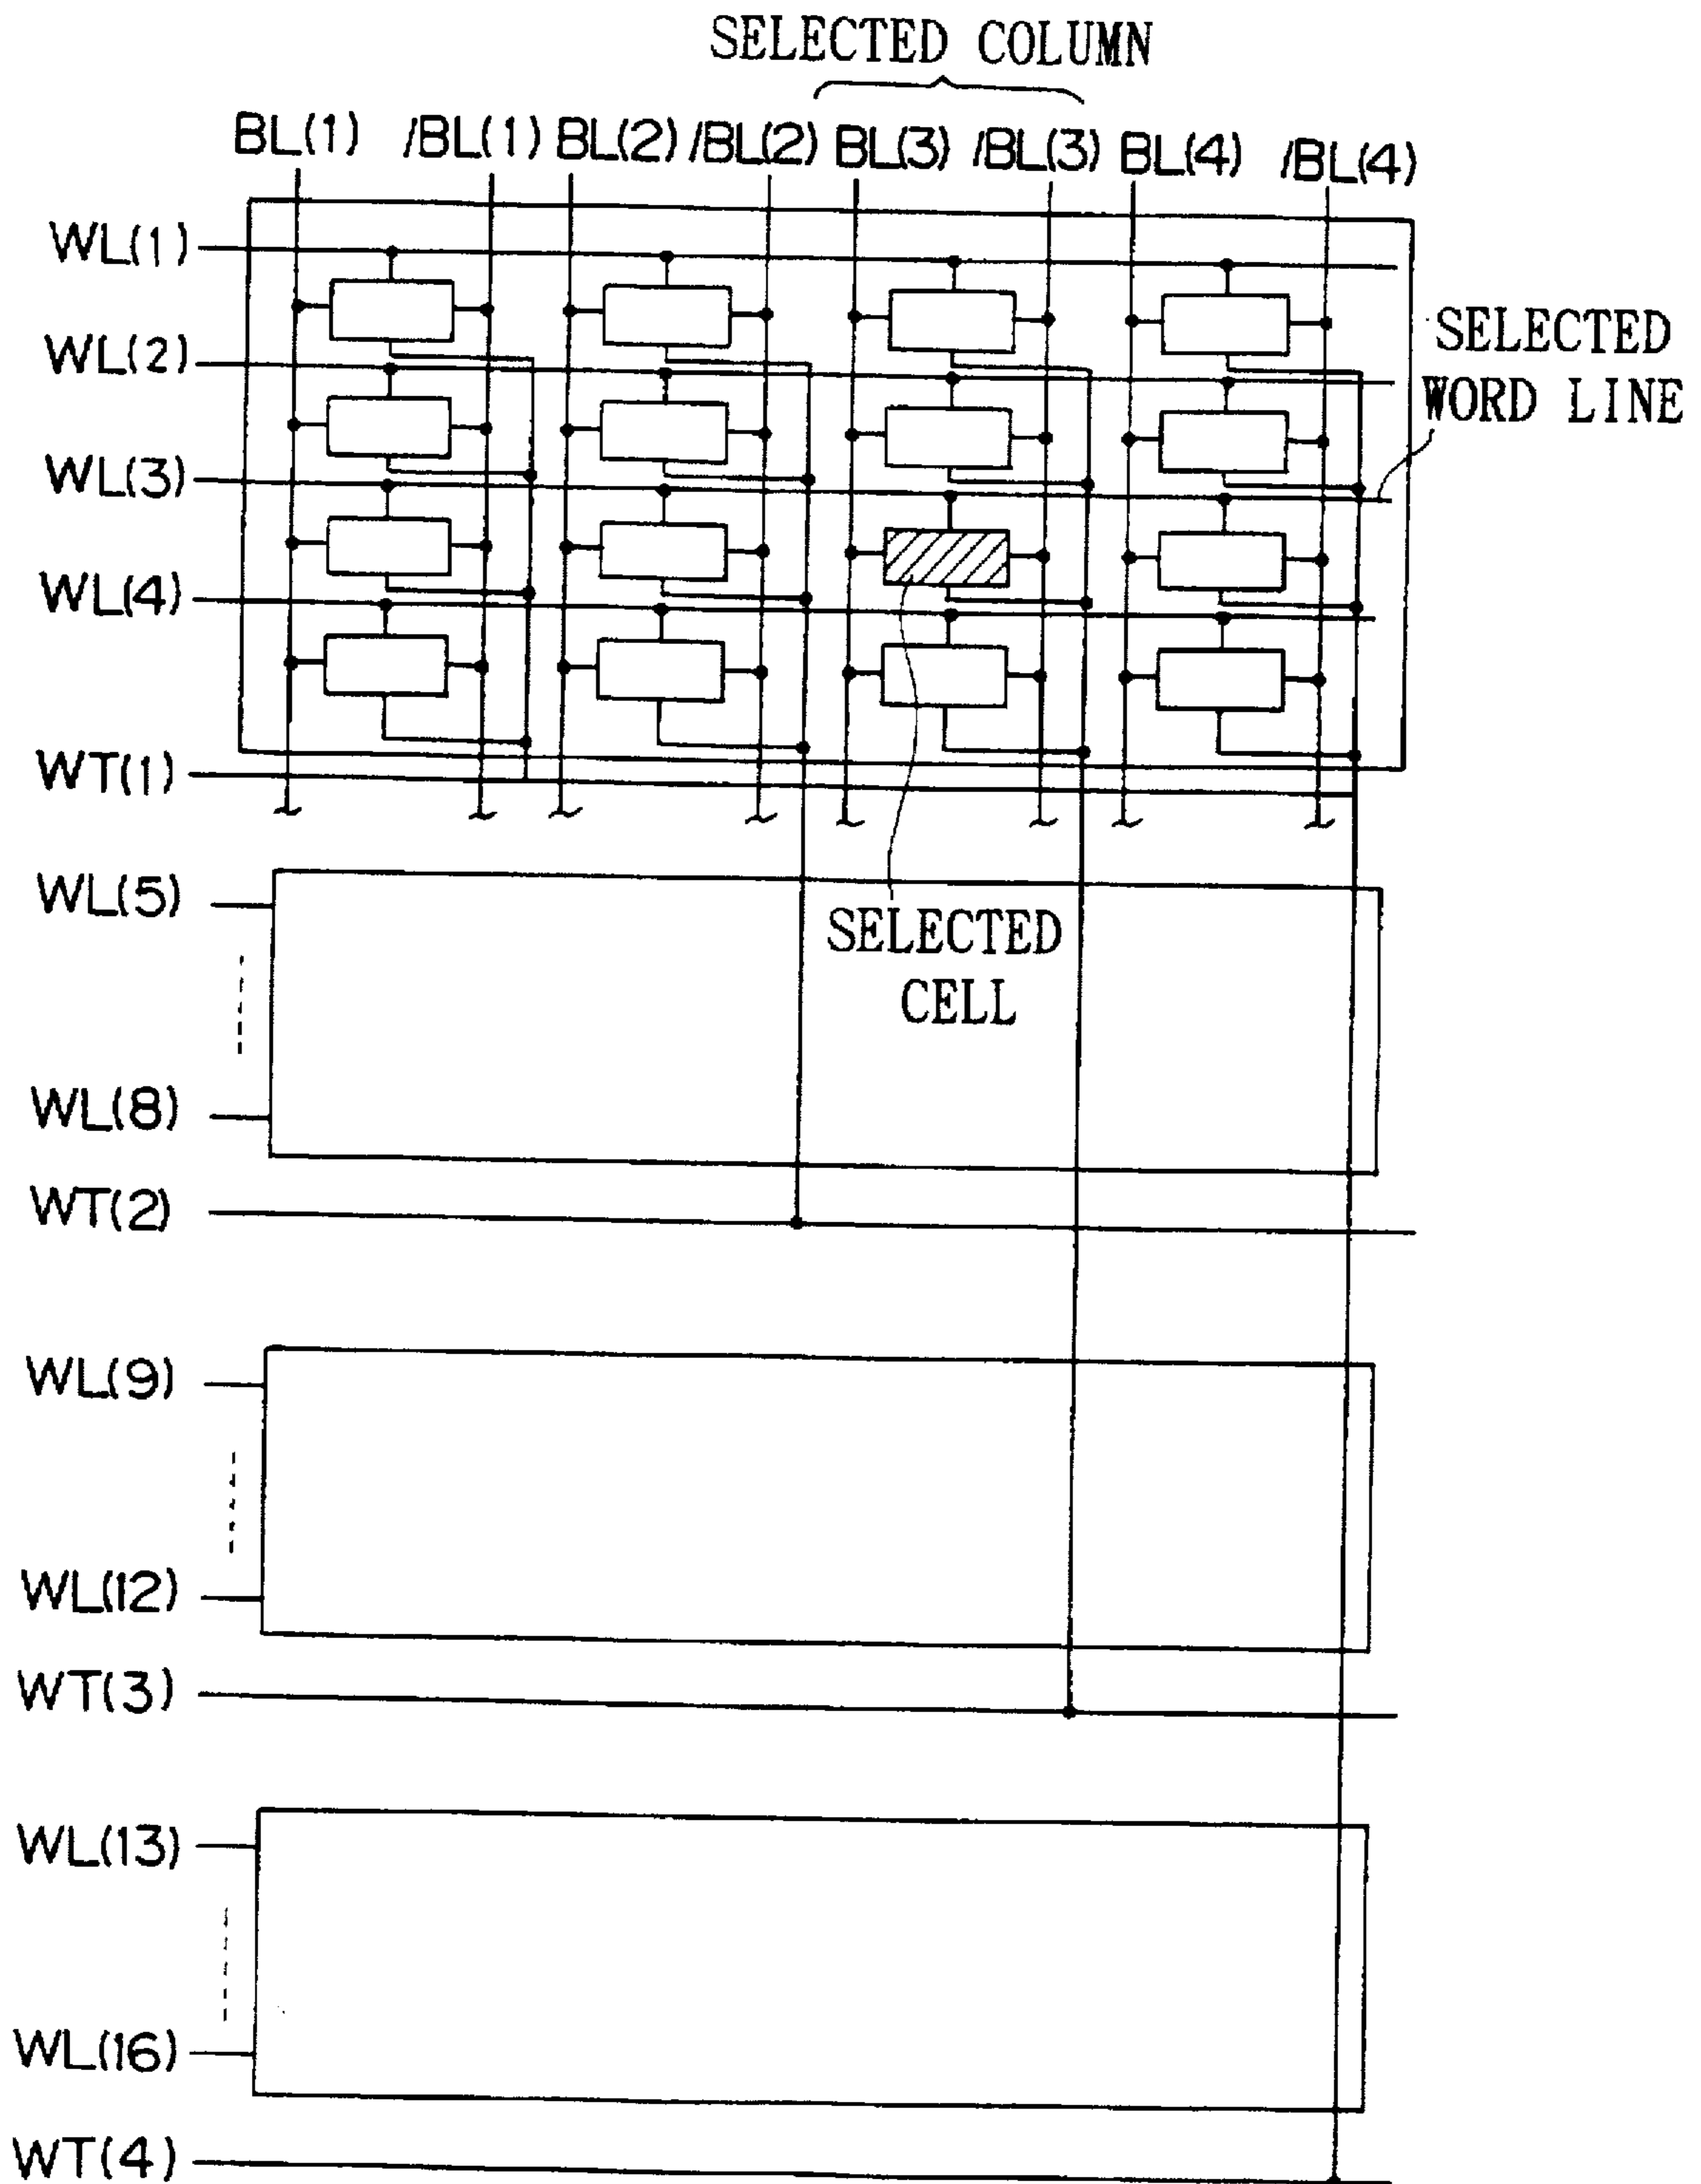 SELECTED COLUMN
BL(1) /BL(1) BL(2) /BL(2) BL(3) /BL(3) BL(4) /BL(4)
WL(1)
SELECTED
WORD LINE
WL(2)
WL(3)
WL(4)
WT(1)
WL(5)
SELECTED
CELL
WL(8)
WT(2)
WL(9)
WL(12)
WT(3)
WL(13)
WL(16)
WT(4)